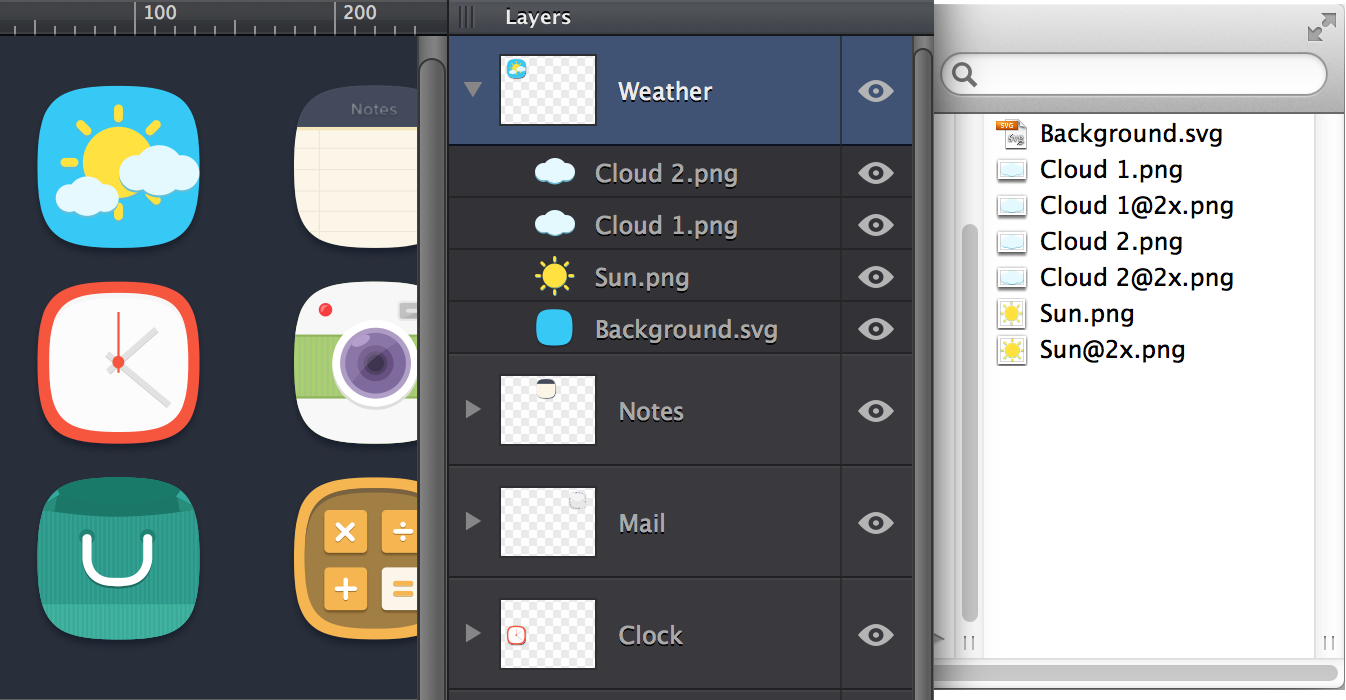 100
200
Notes
Layers
Weather
Cloud 2.png
Cloud 1.png
Sun.png
Background.svg
Notes
Mail
Clock
Background.svg
Cloud 1.png
Cloud 1@2x.png
Cloud 2.png
Cloud 2@2x.png
Sun.png
Sun@2x.png